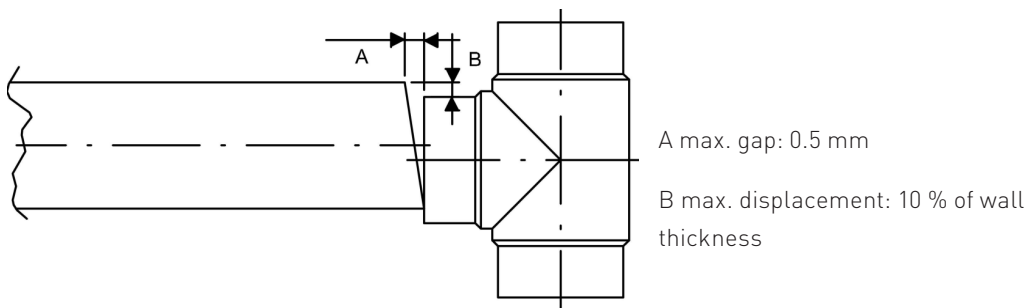 A
B
A max. gap: 0.5 mm
B max. displacement: 10 % of wall
thickness